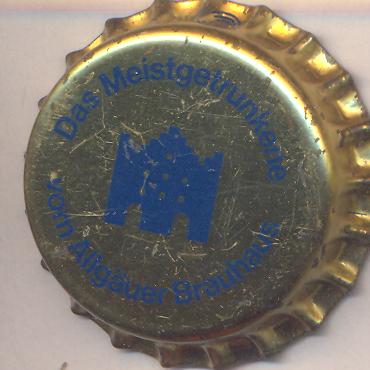 Das Meistgetrunkene
vom Allgäuer Brauhaus